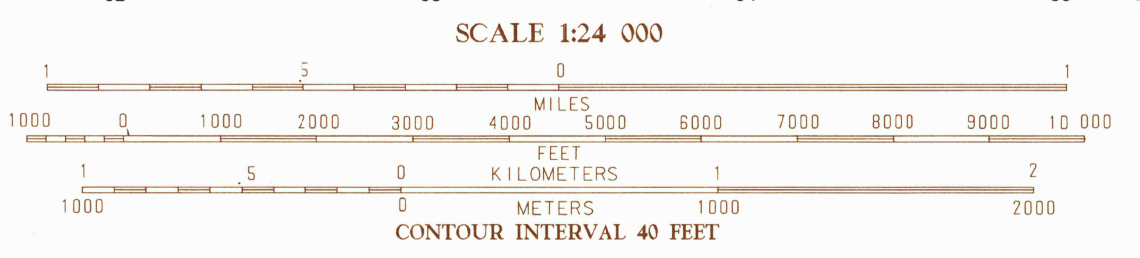 SCALE 1:24 000
1 .5 0 1
MILES
1000 0 1000 2000 3000 4000 5000 6000 7000 8000 9000 10 000
FEET
1 .5 0 KILOMETERS 1 2
1000 0 METERS 1000 2000
CONTOUR INTERVAL 40 FEET